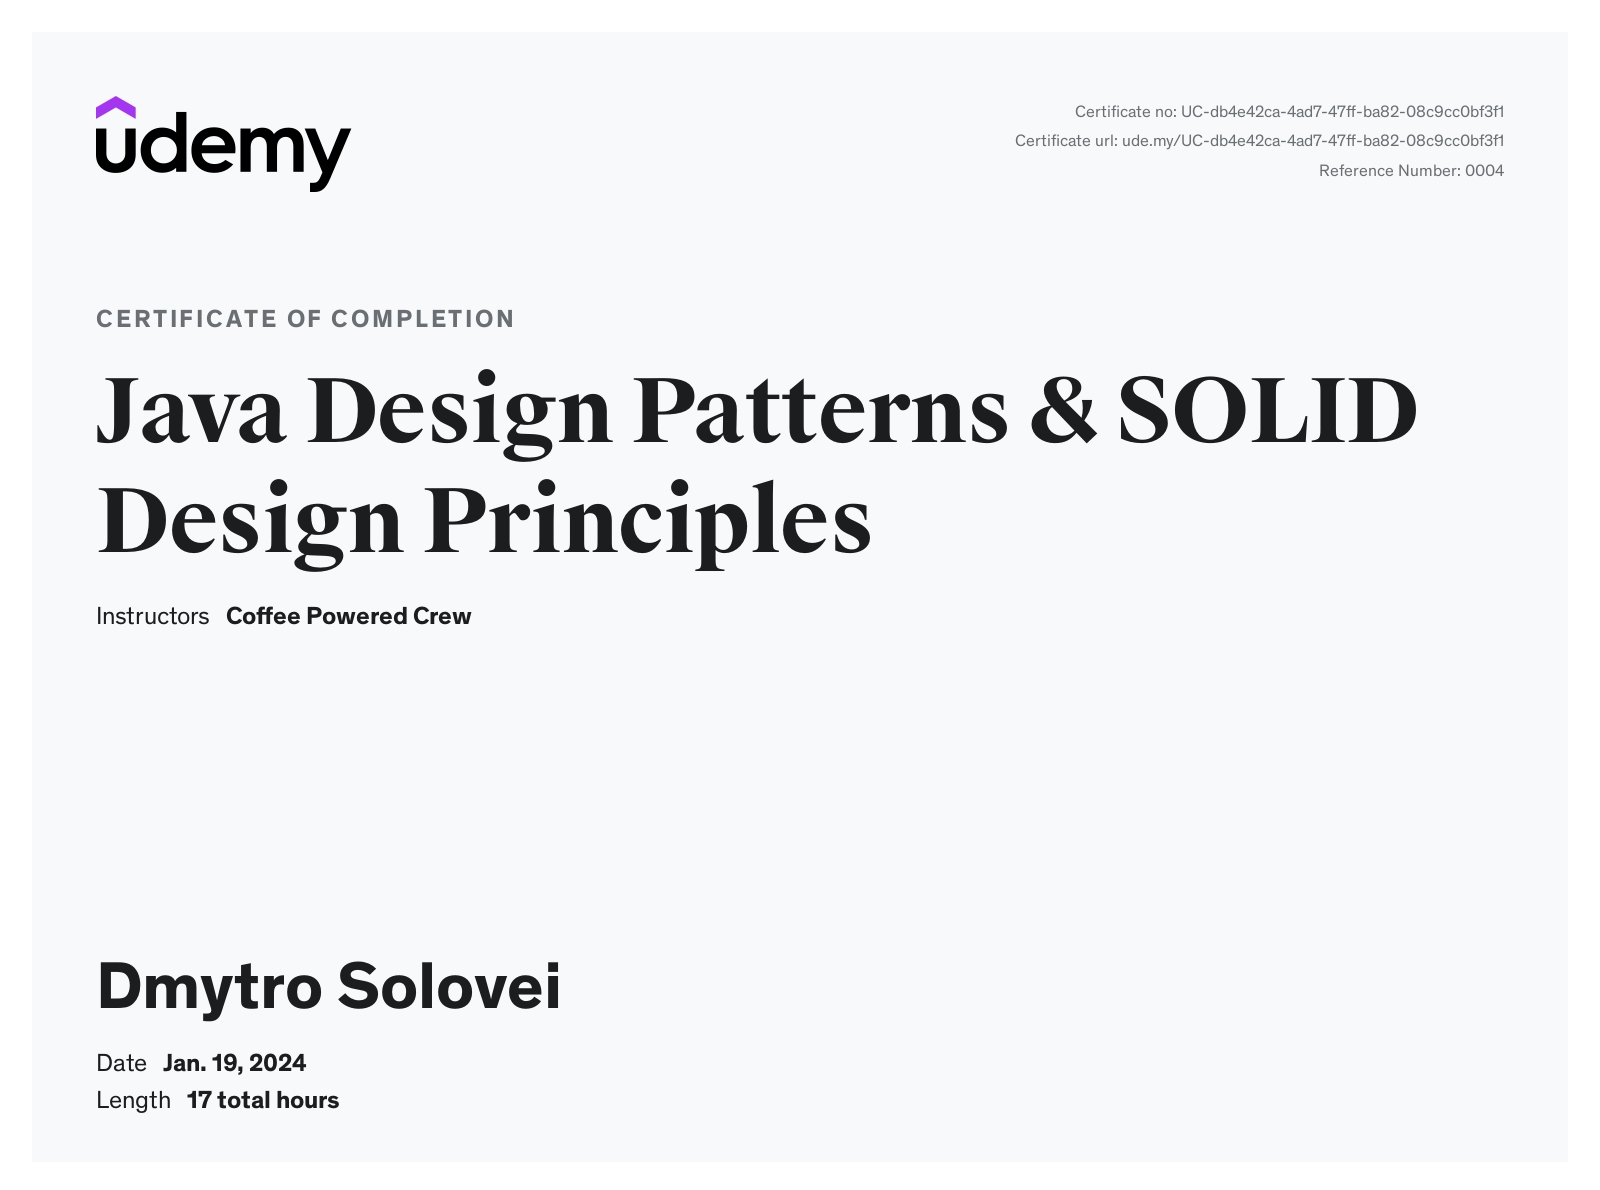 udemy
Certificate no: UC-db4e42ca-4ad7-47ff-ba82-08c9cc0bf3f1
Certificate url: ude.my/UC-db4e42ca-4ad7-47ff-ba82-08c9cc0bf3f1
Reference Number: 0004
CERTIFICATE OF COMPLETION
Java Design Patterns & SOLID
Design Principles
Instructors Coffee Powered Crew
Dmytro Solovei
Date Jan. 19, 2024
Length 17 total hours